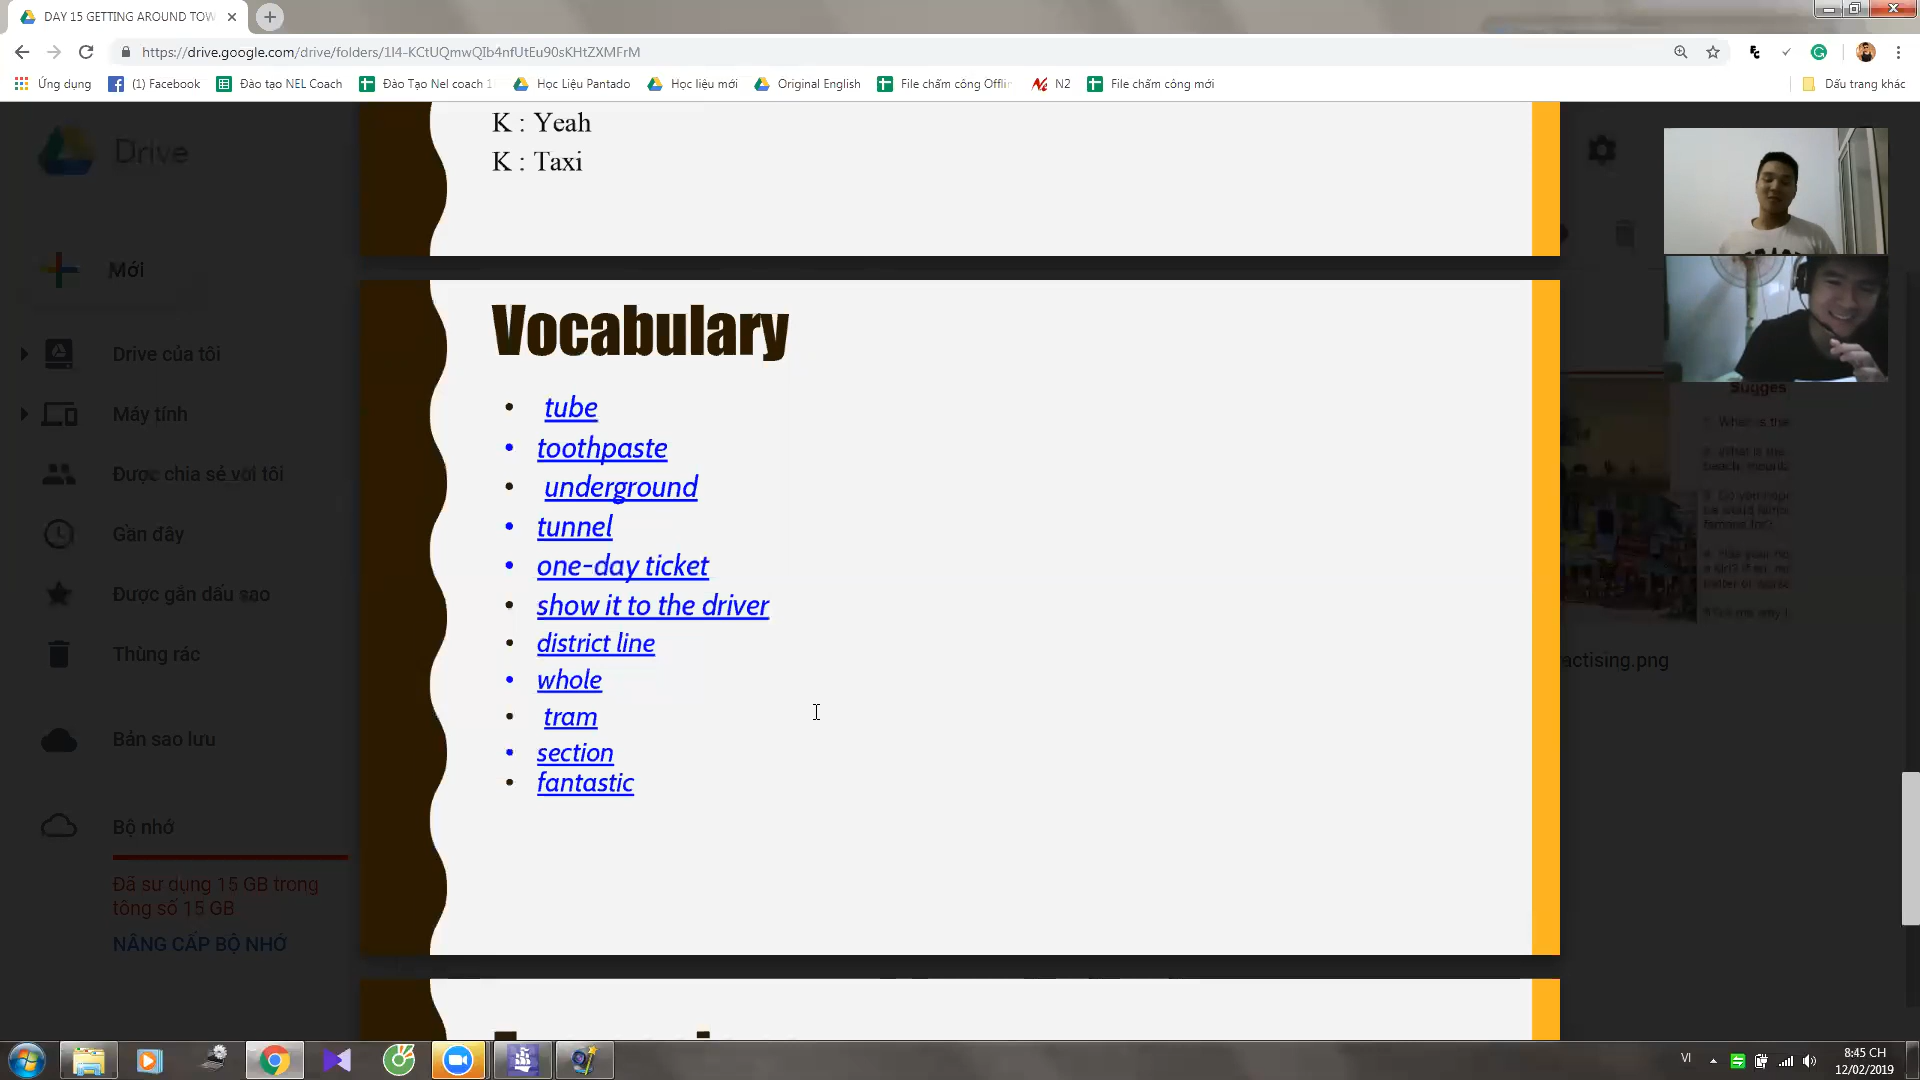 DAY 15 GETTING AROUND TOW
https://drive.google.com/drive/folders/1I4-KCtUQmwQIb4nfUtEu90sKHtZXMFrM
Ứng dụng
(1) Facebook
Đào tạo NEL Coach
Đào Tạo Nel coach 1
Học Liệu Pantado
Học liệu mới
Original English
File chấm công Offlin
N2
File chấm công mới
Dấu trang khác
Drive
Mới
Drive của tôi
Máy tính
Được chia sẻ với tôi
Gần đây
Được gắn dấu sao
Thùng rác
Bản sao lưu
Bộ nhớ
Đã sử dụng 15 GB trong
tổng số 15 GB
NÂNG CẤP BỘ NHỚ
K : Yeah
K : Taxi
Vocabulary
• tube
• toothpaste
• underground
• tunnel
• one-day ticket
• show it to the driver
• district line
• whole
• tram
• section
• fantastic
Sugges
actising.png
VI
8:45 CH
12/02/2019